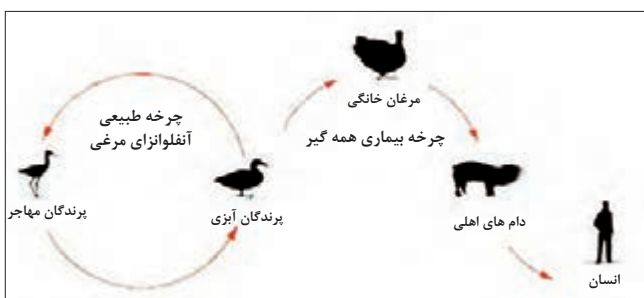 مرغان خانگی
چرخه طبیعی
آنفلوانزای مرغی
چرخه بیماری همه گیر
پرندگان مهاجر
پرندگان آبزی
دام های اهلی
انسان